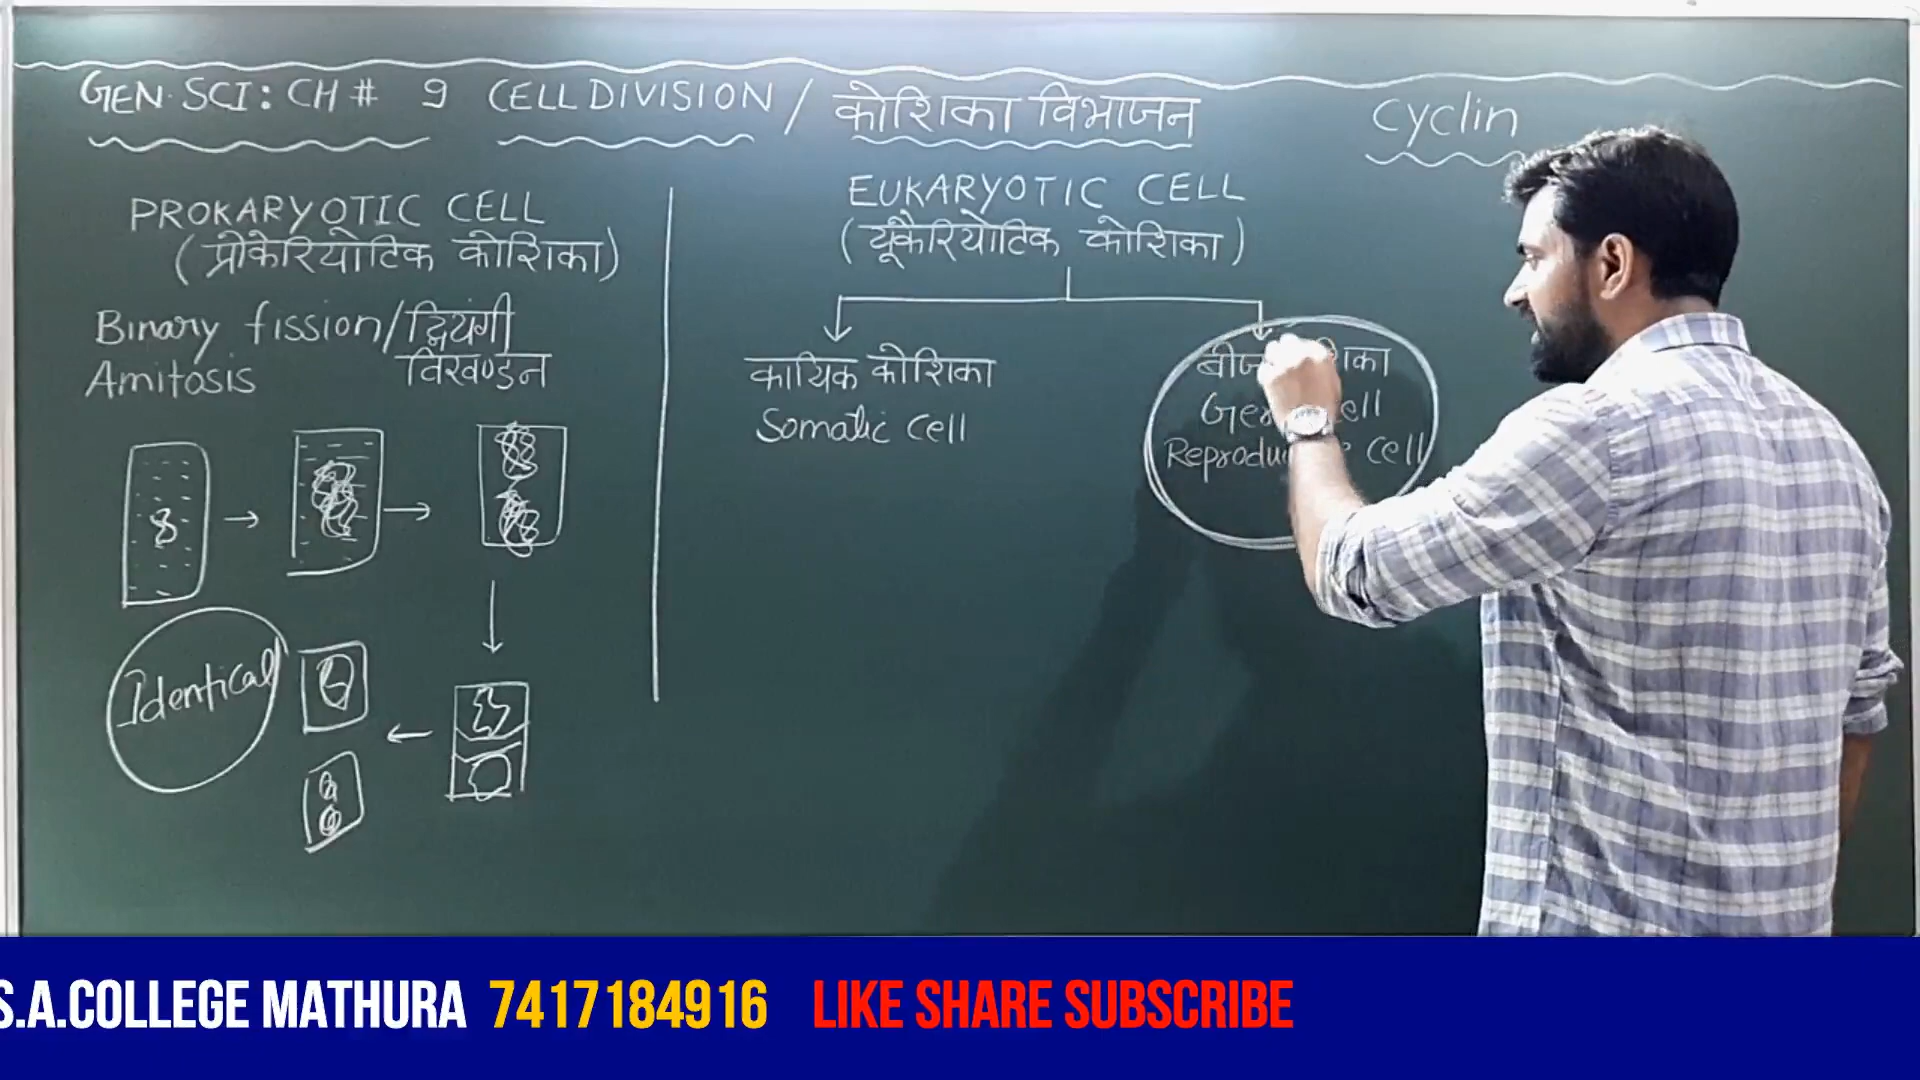 GEN. SCI: CH # 9 CELL DIVISION / कोशिका विभाजन
Cyclin
PROKARYOTIC CELL
(प्रोकेरियोटिक कोशिका)
Binary fission/द्वियंगी
Amitosis विखण्डन
Identical
EUKARYOTIC CELL
(यूकैरियोटिक कोशिका)
कायिक कोशिका
Somatic Cell
Cell
S.A.COLLEGE MATHURA 7417184916 LIKE SHARE SUBSCRIBE